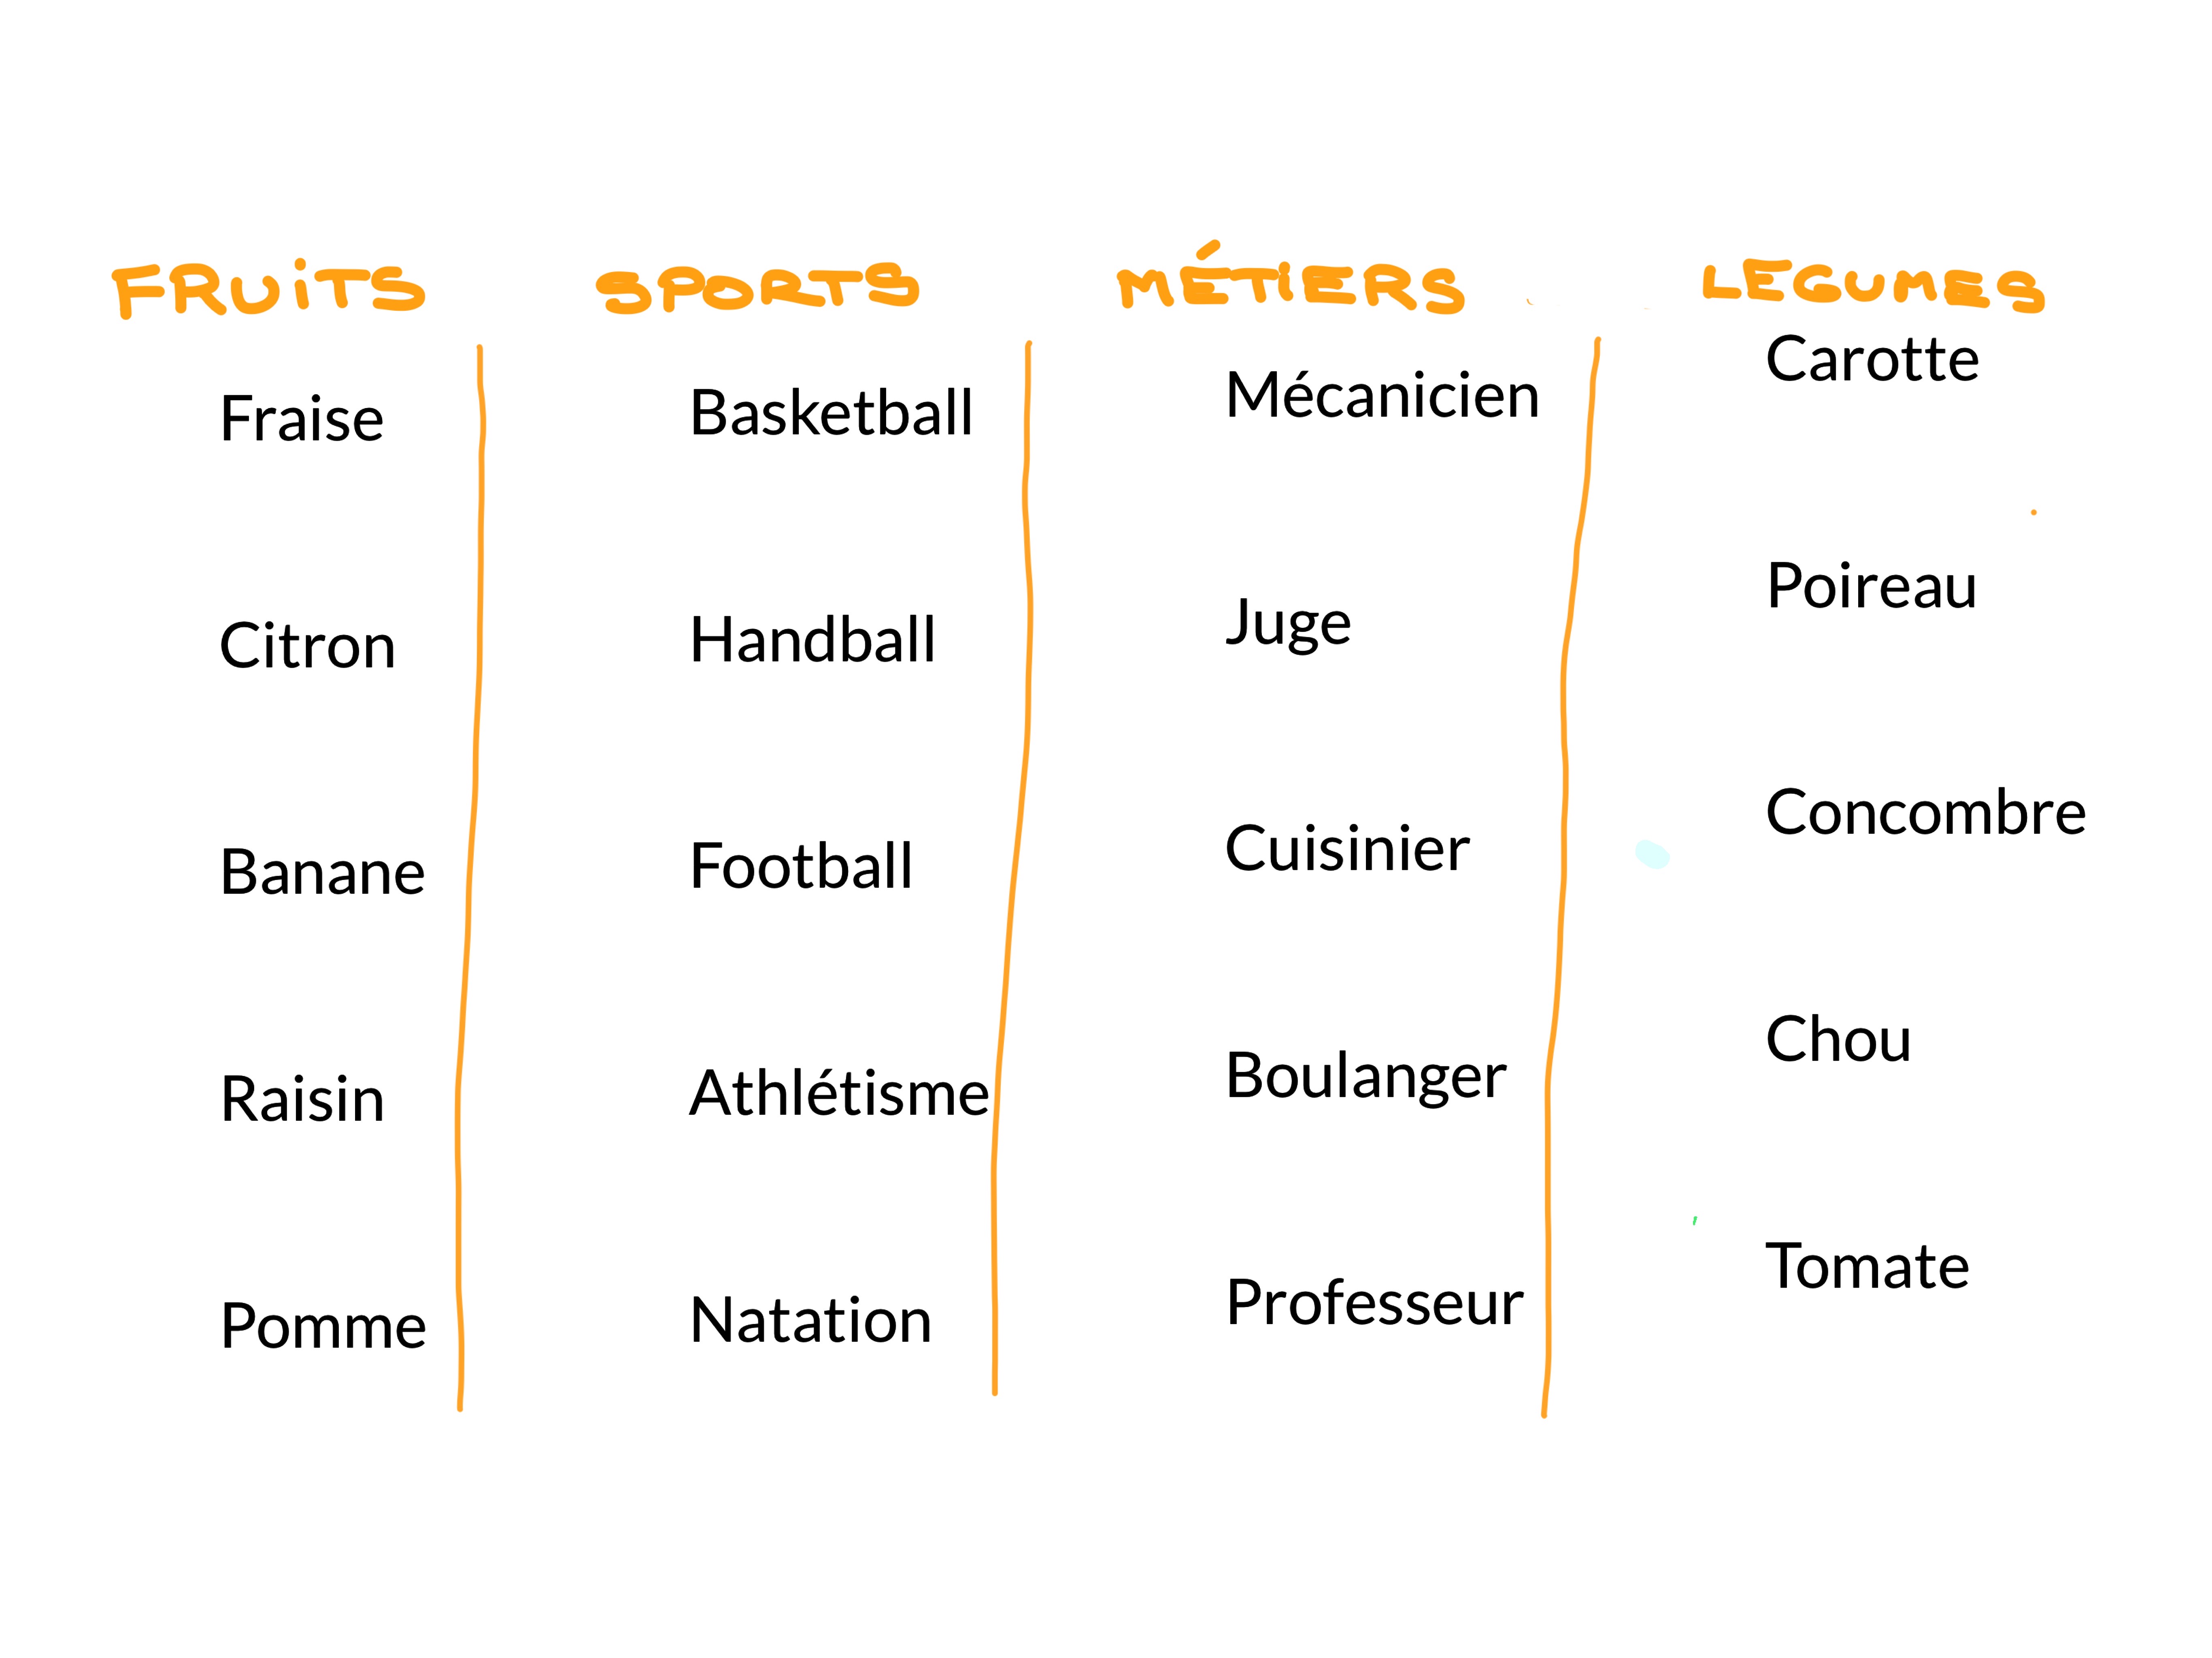 FRUiTS
Fraise
Citron
Banane
Raisin
Pomme
SPORTS
Basketball
Handball
Football
Athlétisme
Natation
MÉTiERS
Mécanicien
Juge
Cuisinier
Boulanger
Professeur
LEGUMES
Carotte
Poireau
Concombre
Chou
Tomate